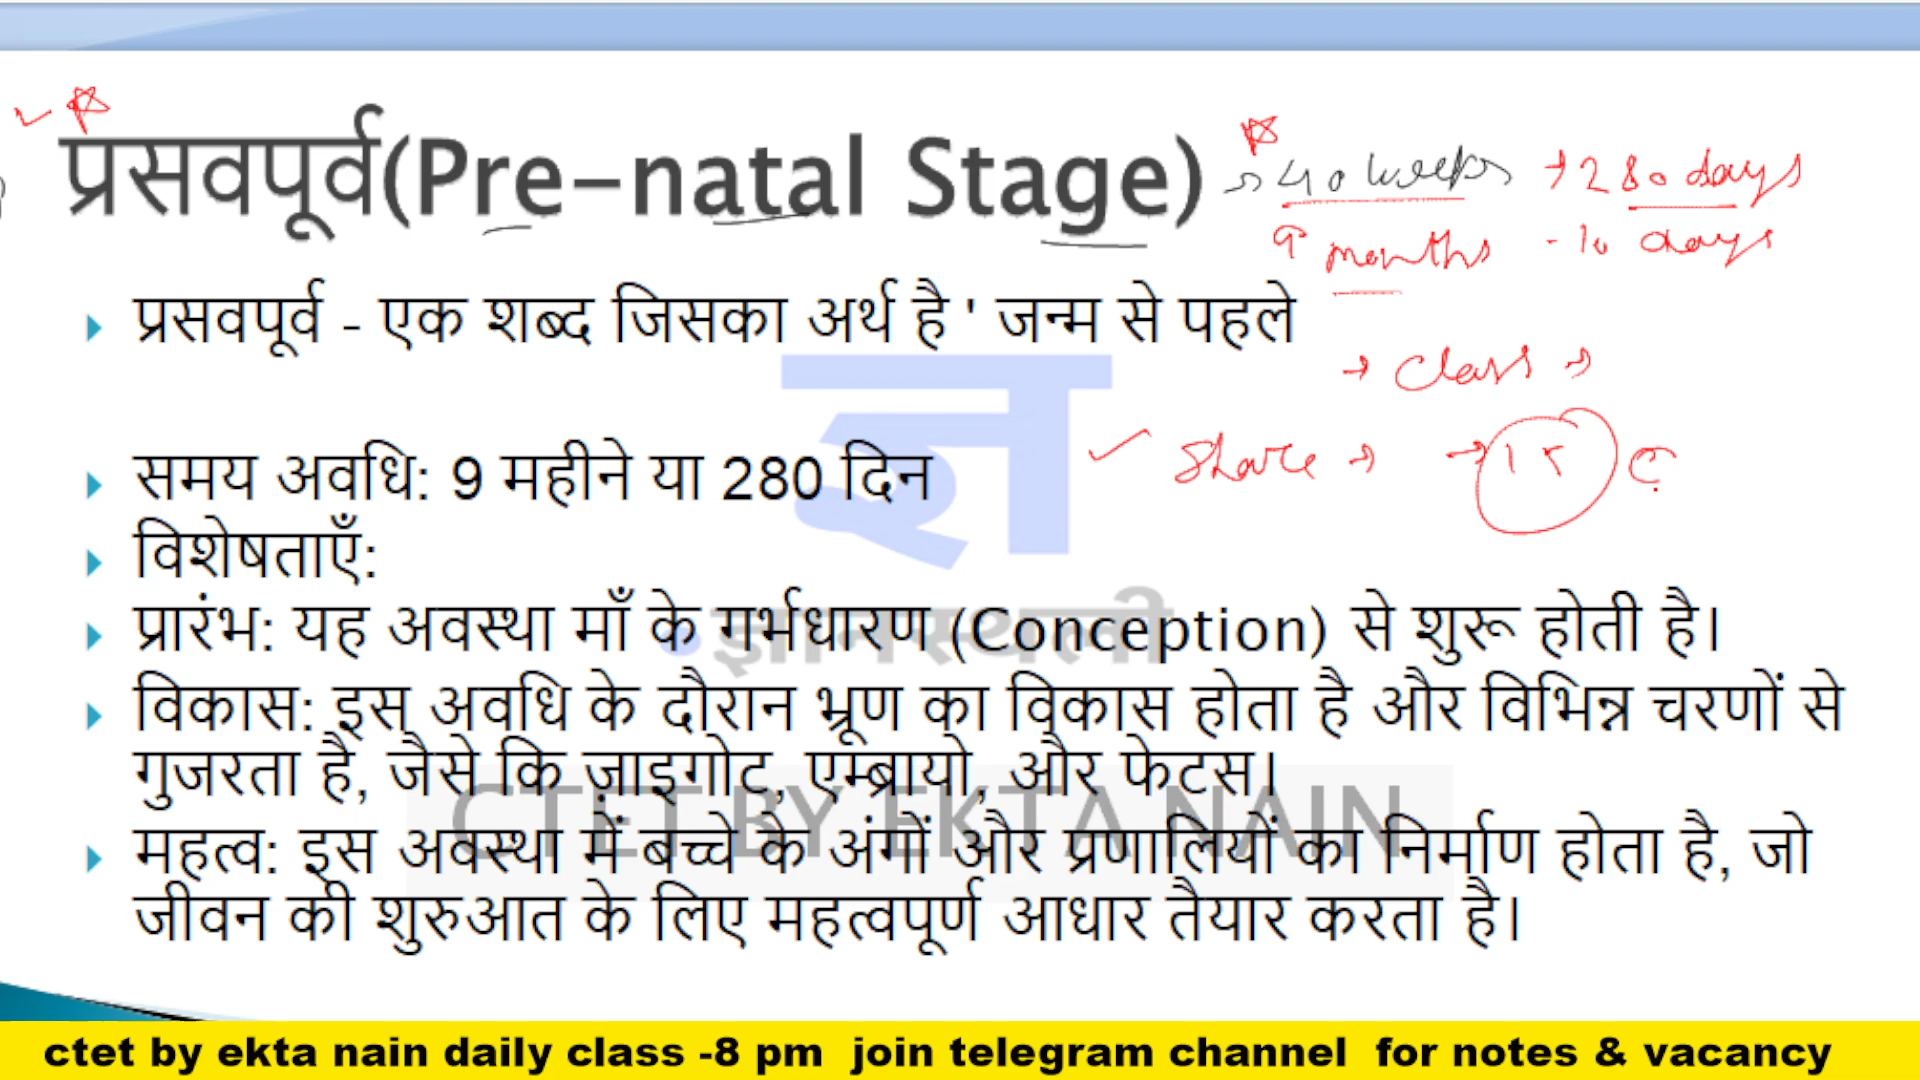 प्रसवपूर्व(Pre-natal Stage)
40 weeks → 280 days
9 months - 10 days
प्रसवपूर्व - एक शब्द जिसका अर्थ है ' जन्म से पहले
→ class →
समय अवधि: 9 महीने या 280 दिन
share → → 15
विशेषताएँ:
प्रारंभ: यह अवस्था माँ के गर्भधारण (Conception) से शुरू होती है।
विकास: इस अवधि के दौरान भ्रूण का विकास होता है और विभिन्न चरणों से
गुजरता है, जैसे कि ज़ाइगोट, एम्ब्रायो, और फेटस।
महत्व: इस अवस्था में बच्चे के अंगों और प्रणालियों का निर्माण होता है, जो
जीवन की शुरुआत के लिए महत्वपूर्ण आधार तैयार करता है।
ज्ञ
ज्ञानस्थली
CTET BY EKTA NAIN
ctet by ekta nain daily class -8 pm join telegram channel for notes & vacancy